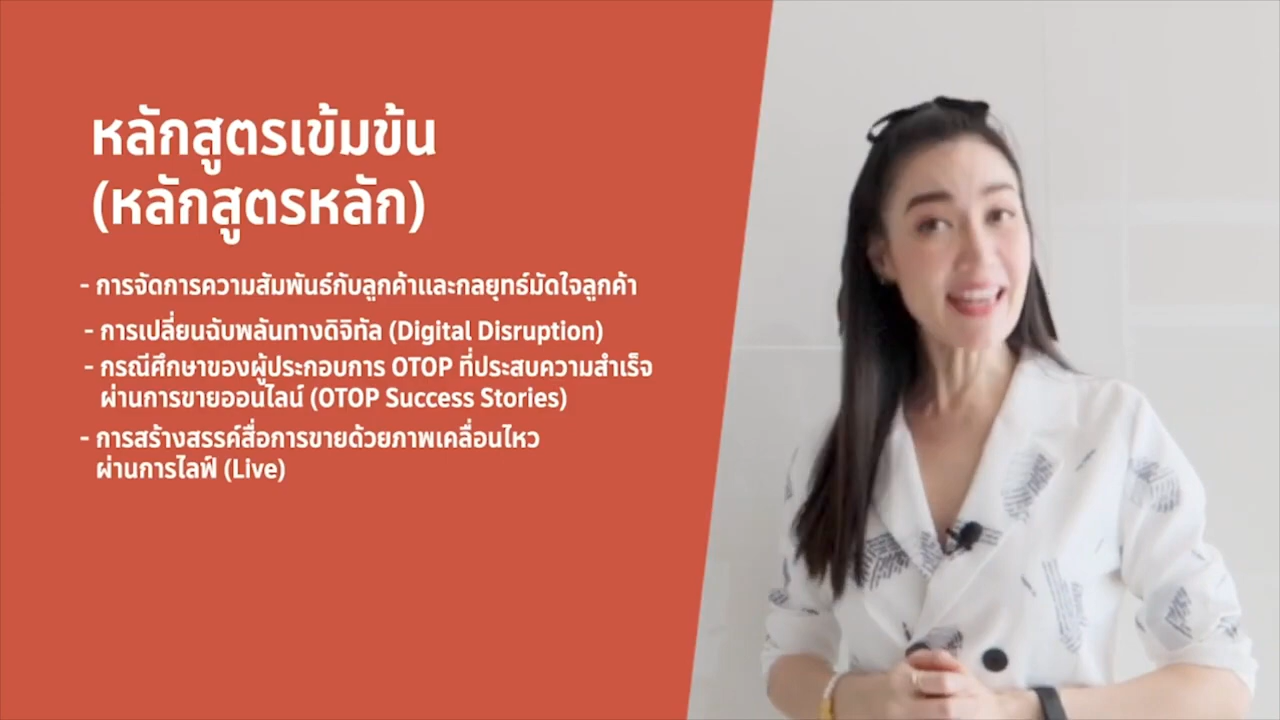 หลักสูตรเข้มข้น
(หลักสูตรหลัก)
- การจัดการความสัมพันธ์กับลูกค้าและกลยุทธ์มัดใจลูกค้า
- การเปลี่ยนฉับพลันทางดิจิทัล (Digital Disruption)
- กรณีศึกษาของผู้ประกอบการ OTOP ที่ประสบความสำเร็จ
ผ่านการขายออนไลน์ (OTOP Success Stories)
- การสร้างสรรค์สื่อการขายด้วยภาพเคลื่อนไหว
ผ่านการไลฟ์ (Live)